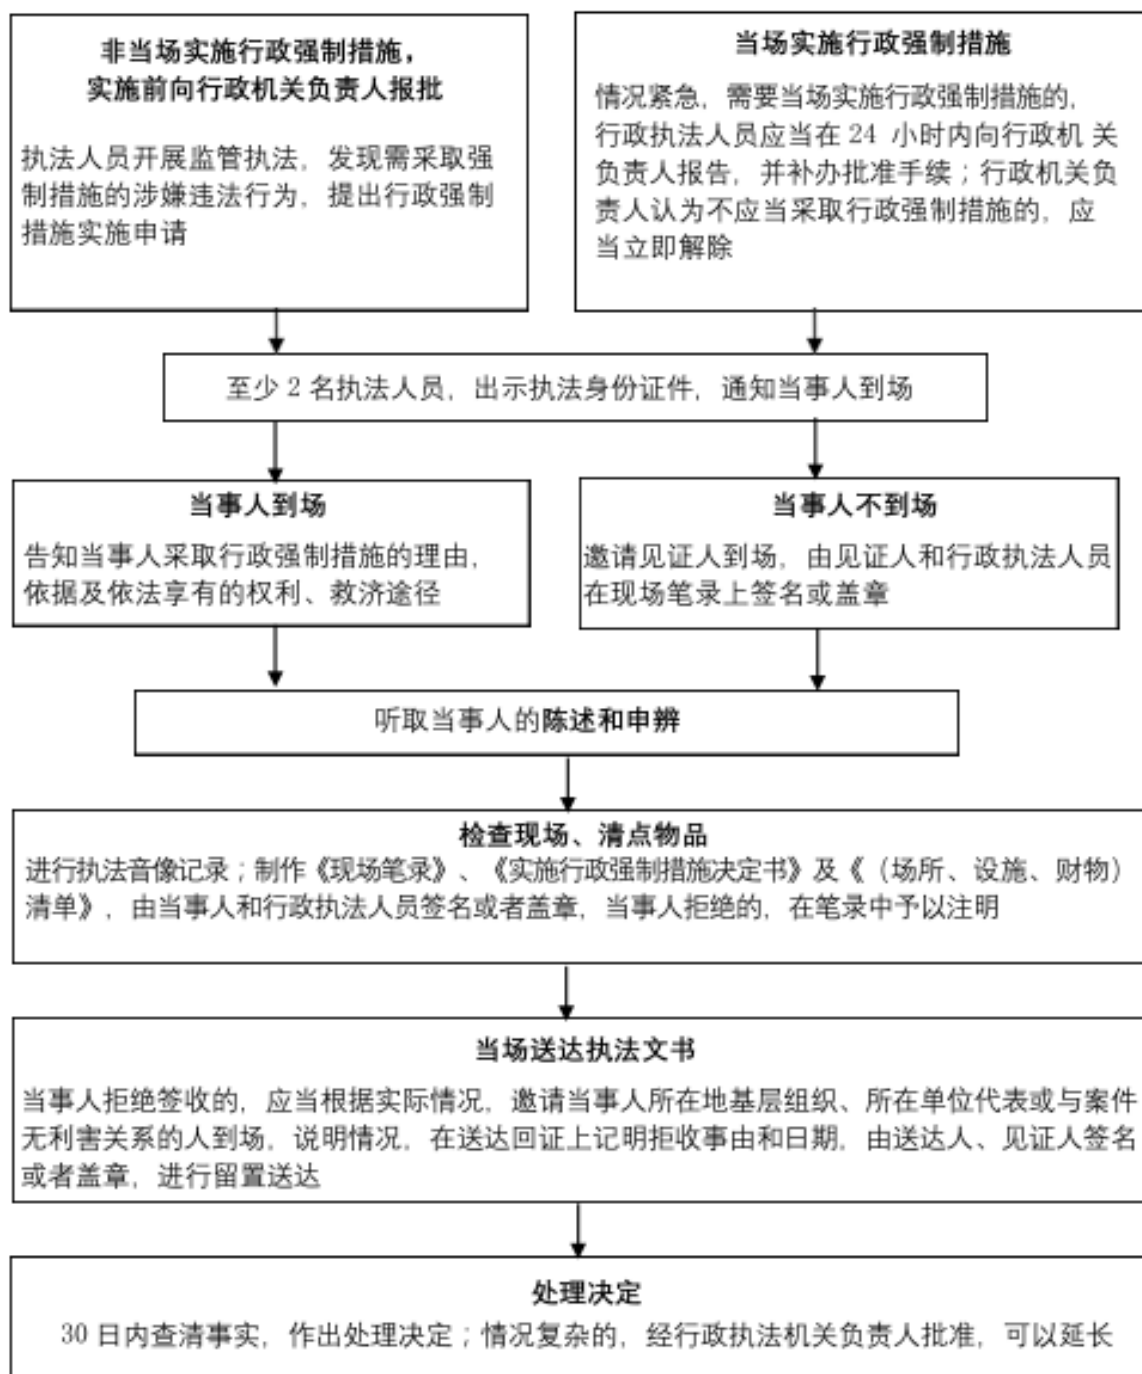 非当场实施行政强制措施，
实施前向行政机关负责人报批
执法人员开展监管执法，发现需采取强
制措施的涉嫌违法行为，提出行政强制
措施实施申请
当场实施行政强制措施
情况紧急，需要当场实施行政强制措施的，
行政执法人员应当在 24 小时内向行政机 关
负责人报告，并补办批准手续；行政机关负
责人认为不应当采取行政强制措施的，应
当立即解除
至少 2 名执法人员，出示执法身份证件，通知当事人到场
当事人到场
告知当事人采取行政强制措施的理由，
依据及依法享有的权利、救济途径
当事人不到场
邀请见证人到场，由见证人和行政执法人员
在现场笔录上签名或盖章
听取当事人的陈述和申辨
检查现场、清点物品
进行执法音像记录；制作《现场笔录》、《实施行政强制措施决定书》及《（场所、设施、财物）
清单》，由当事人和行政执法人员签名或者盖章，当事人拒绝的，在笔录中予以注明
当场送达执法文书
当事人拒绝签收的，应当根据实际情况，邀请当事人所在地基层组织、所在单位代表或与案件
无利害关系的人到场，说明情况，在送达回证上记明拒收事由和日期，由送达人、见证人签名
或者盖章，进行留置送达
处理决定
30 日内查清事实，作出处理决定；情况复杂的，经行政执法机关负责人批准，可以延长